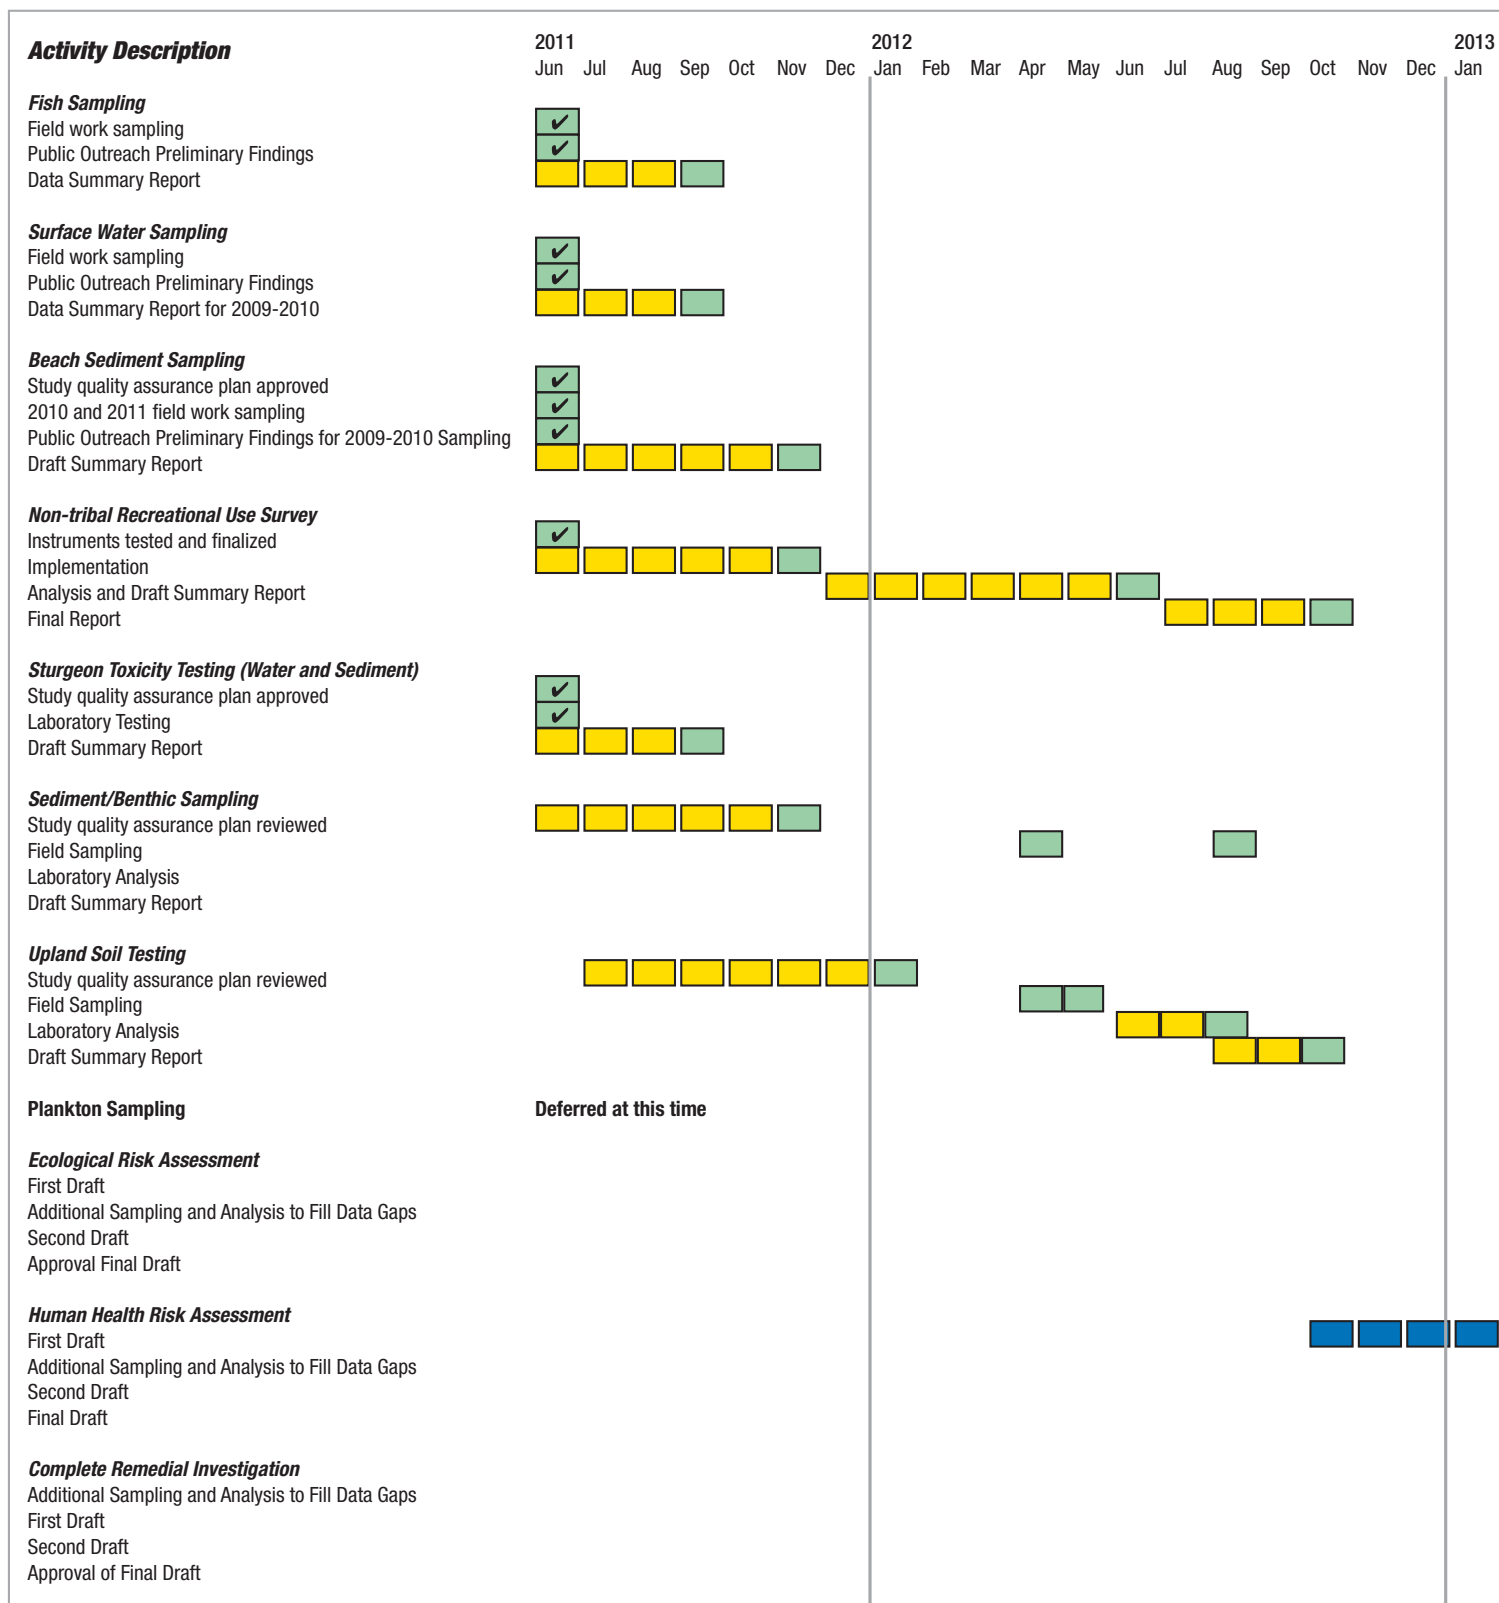 Activity Description
2011 2012 2013
Jun Jul Aug Sep Oct Nov Dec Jan Feb Mar Apr May Jun Jul Aug Sep Oct Nov Dec Jan
Fish Sampling
Field work sampling ✔
Public Outreach Preliminary Findings ✔
Data Summary Report
Surface Water Sampling
Field work sampling ✔
Public Outreach Preliminary Findings ✔
Data Summary Report for 2009-2010
Beach Sediment Sampling
Study quality assurance plan approved ✔
2010 and 2011 field work sampling ✔
Public Outreach Preliminary Findings for 2009-2010 Sampling ✔
Draft Summary Report
Non-tribal Recreational Use Survey
Instruments tested and finalized ✔
Implementation
Analysis and Draft Summary Report
Final Report
Sturgeon Toxicity Testing (Water and Sediment)
Study quality assurance plan approved ✔
Laboratory Testing ✔
Draft Summary Report
Sediment/Benthic Sampling
Study quality assurance plan reviewed
Field Sampling
Laboratory Analysis
Draft Summary Report
Upland Soil Testing
Study quality assurance plan reviewed
Field Sampling
Laboratory Analysis
Draft Summary Report
Plankton Sampling Deferred at this time
Ecological Risk Assessment
First Draft
Additional Sampling and Analysis to Fill Data Gaps
Second Draft
Approval Final Draft
Human Health Risk Assessment
First Draft
Additional Sampling and Analysis to Fill Data Gaps
Second Draft
Final Draft
Complete Remedial Investigation
Additional Sampling and Analysis to Fill Data Gaps
First Draft
Second Draft
Approval of Final Draft